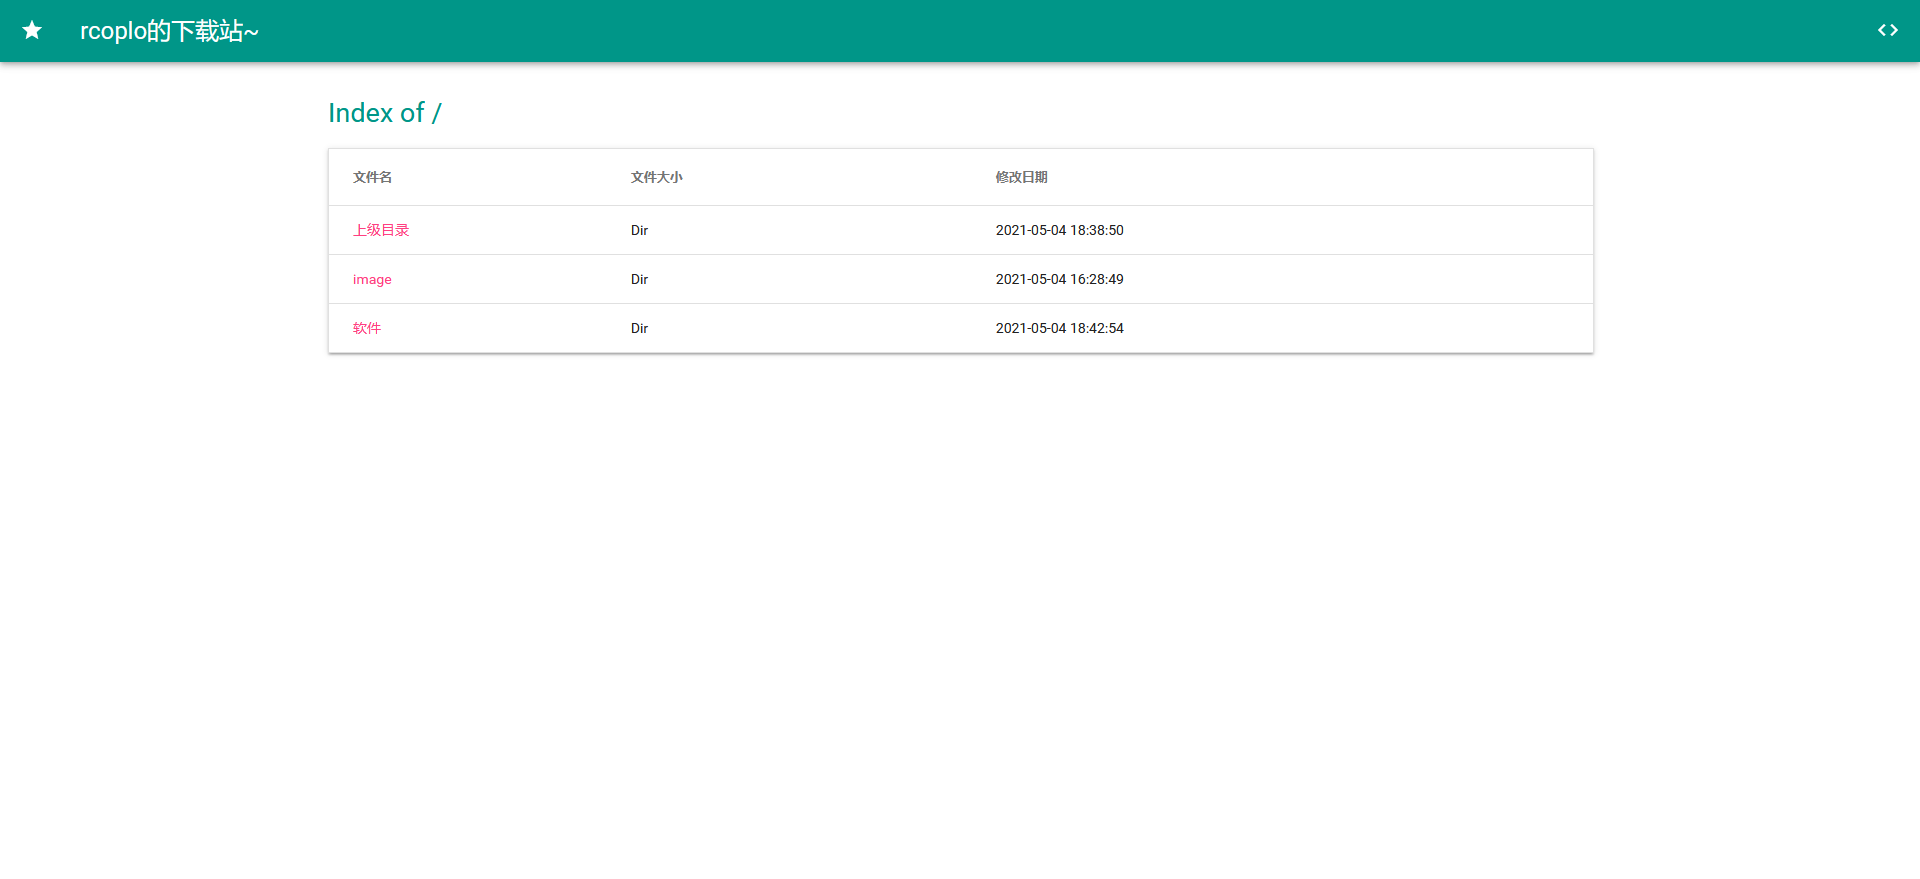 rcoplo的下载站~
Index of /
文件名 文件大小 修改日期
上级目录 Dir 2021-05-04 18:38:50
image Dir 2021-05-04 16:28:49
软件 Dir 2021-05-04 18:42:54